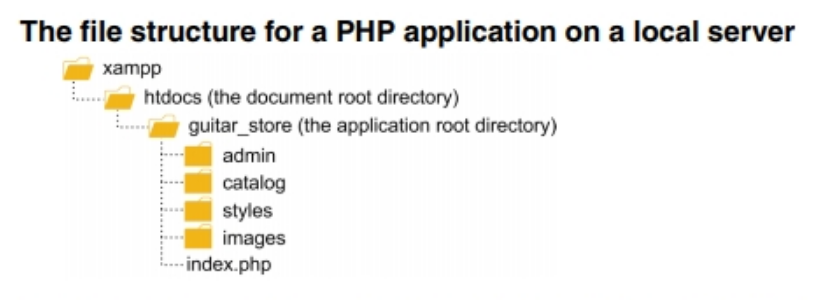 The file structure for a PHP application on a local server
xampp
htdocs (the document root directory)
guitar_store (the application root directory)
admin
catalog
styles
images
index.php